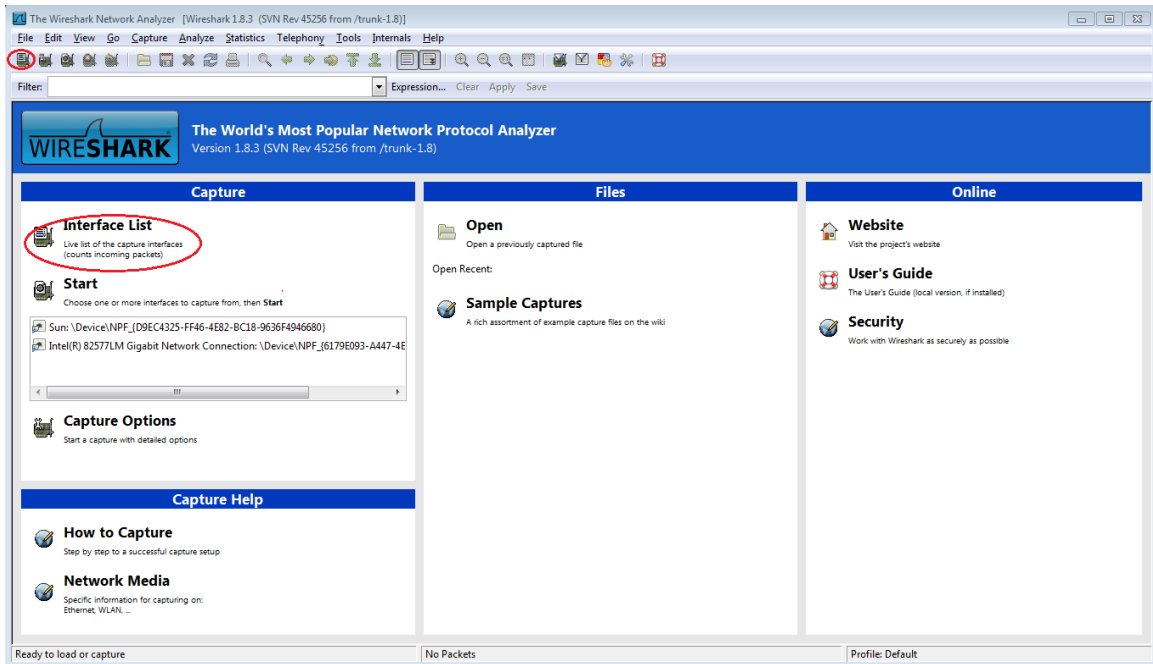 The Wireshark Network Analyzer [Wireshark 1.8.3 (SVN Rev 45256 from /trunk-1.8)]
File Edit View Go Capture Analyze Statistics Telephony Tools Internals Help
Filter:
Expression... Clear Apply Save
WIRESHARK
The World's Most Popular Network Protocol Analyzer
Version 1.8.3 (SVN Rev 45256 from /trunk-1.8)
Capture
Interface List
Live list of the capture interfaces
(counts incoming packets)
Start
Choose one or more interfaces to capture from, then Start
Sun: \Device\NPF_{D9EC4325-FF46-4E82-BC18-9636F4946680}
Intel(R) 82577LM Gigabit Network Connection: \Device\NPF_{6179E093-A447-4E
Capture Options
Start a capture with detailed options
Capture Help
How to Capture
Step by step to a successful capture setup
Network Media
Specific information for capturing on:
Ethernet, WLAN, ...
Files
Open
Open a previously captured file
Open Recent:
Sample Captures
A rich assortment of example capture files on the wiki
Online
Website
Visit the project's website
User's Guide
The User's Guide (local version, if installed)
Security
Work with Wireshark as securely as possible
Ready to load or capture
No Packets
Profile: Default